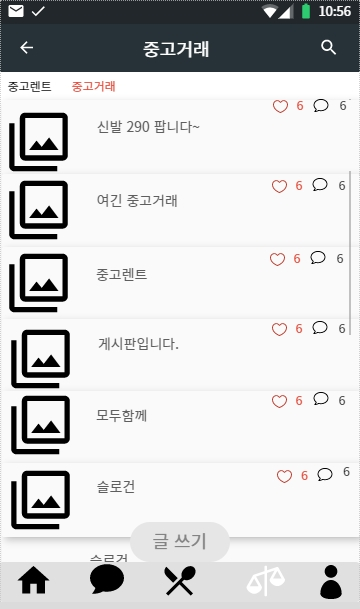 10:56
중고거래
중고렌트 중고거래
6 6
신발 290 팝니다~
6 6
여긴 중고거래
6 6
중고렌트
6 6
게시판입니다.
6 6
모두함께
6 6
슬로건
글 쓰기
슬로건